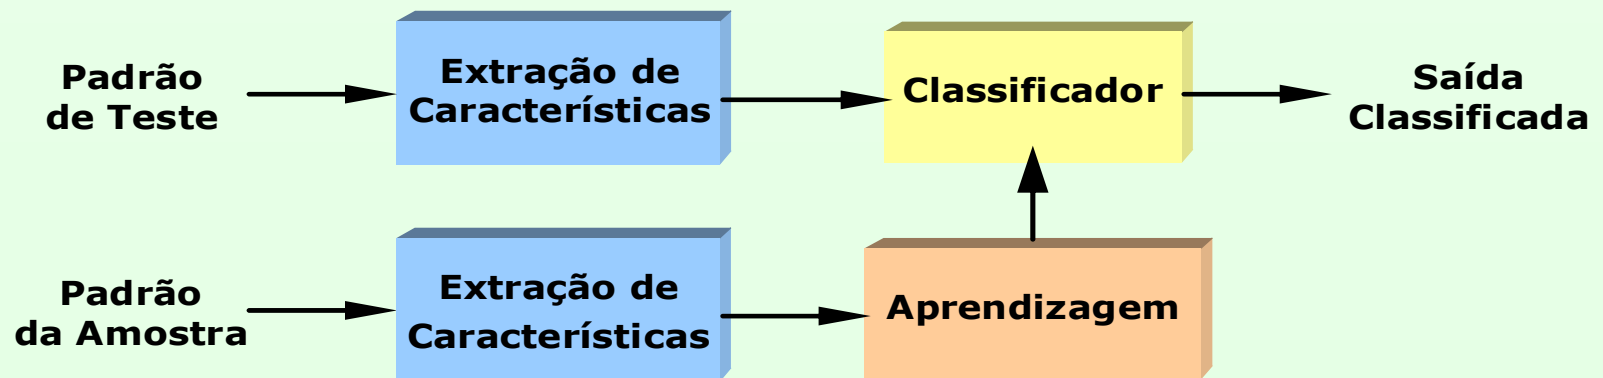 Padrão
de Teste
Extração de
Características
Classificador
Saída
Classificada
Padrão
da Amostra
Extração de
Características
Aprendizagem